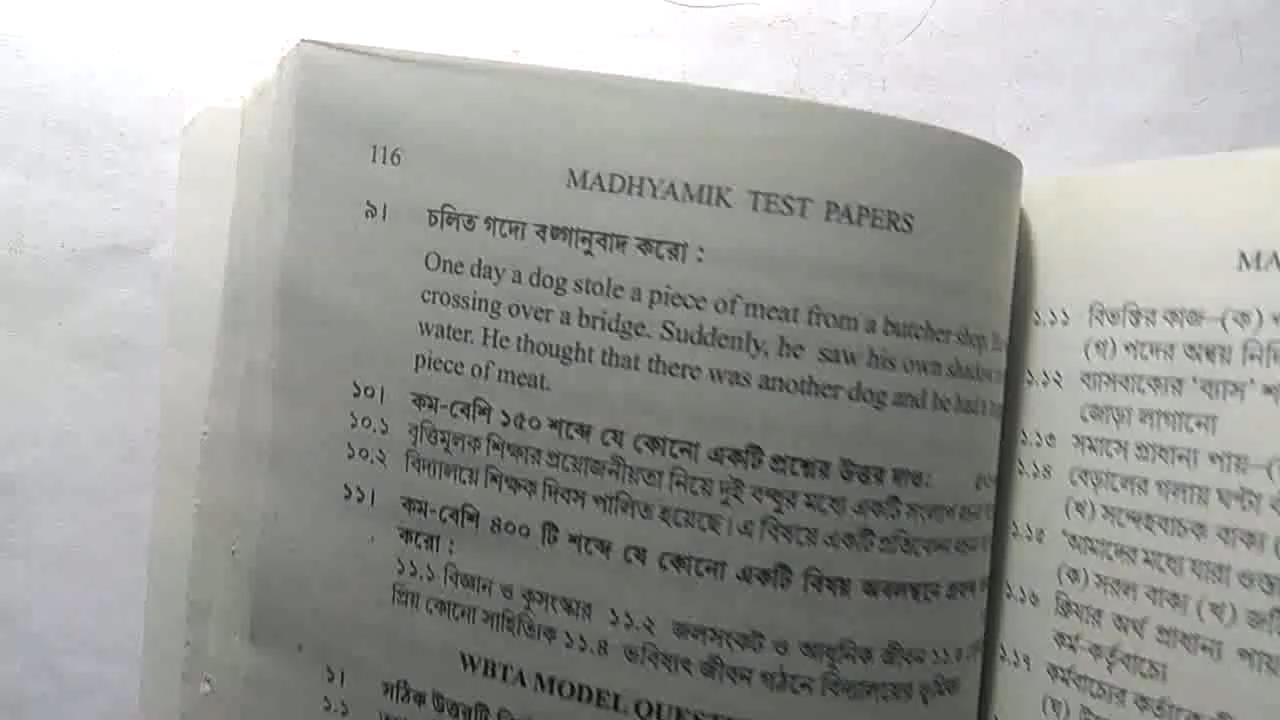 116
MADHYAMIK TEST PAPERS
৯। চলিত গদ্যে বঙ্গানুবাদ করো :
One day a dog stole a piece of meat from a butcher shop.
crossing over a bridge. Suddenly, he saw his own shadow
water. He thought that there was another dog and he had
piece of meat.
১০। কম-বেশি ১৫০ শব্দে যে কোনো একটি প্রশ্নের উত্তর দাও:
১০.১ বৃত্তিমূলক শিক্ষার প্রয়োজনীয়তা নিয়ে দুই বন্ধুর মধ্যে একটি সংলাপ
১০.২ বিদ্যালয়ে শিক্ষক দিবস পালিত হয়েছে। এ বিষয়ে একটি প্রতিবেদন
১১। কম-বেশি ৪০০ টি শব্দে যে কোনো একটি বিষয় অবলম্বনে
করো :
১১.১ বিজ্ঞান ও কুসংস্কার ১১.২ জলসংকট ও আধুনিক জীবন
প্রিয় কোনো সাহিত্যিক ১১.৪ ভবিষ্যৎ জীবন গঠনে বিদ্যালয়ের ভূমিকা
WBTA MODEL
১। সঠিক উত্তরটি
১.১
MA
১.১১ বিভক্তির কাজ—(ক)
(গ) পদের অন্বয়
১.১২ ব্যাসবাক্যের 'ব্যাস'
জোড়া লাগানো
১.১৩ সমাসে প্রাধান্য পায়—
১.১৪ বেড়ালের গলায় ঘণ্টা
(খ) সন্দেহবাচক বাক্য
১.১৫ 'আমাদের মধ্যে যারা
(ক) সরল বাক্য (খ)
১.১৬ ক্রিয়ার অর্থ প্রাধান্য পায়
কর্ম-কর্তৃবাচ্যে
১.১৭ কর্মবাচ্যের